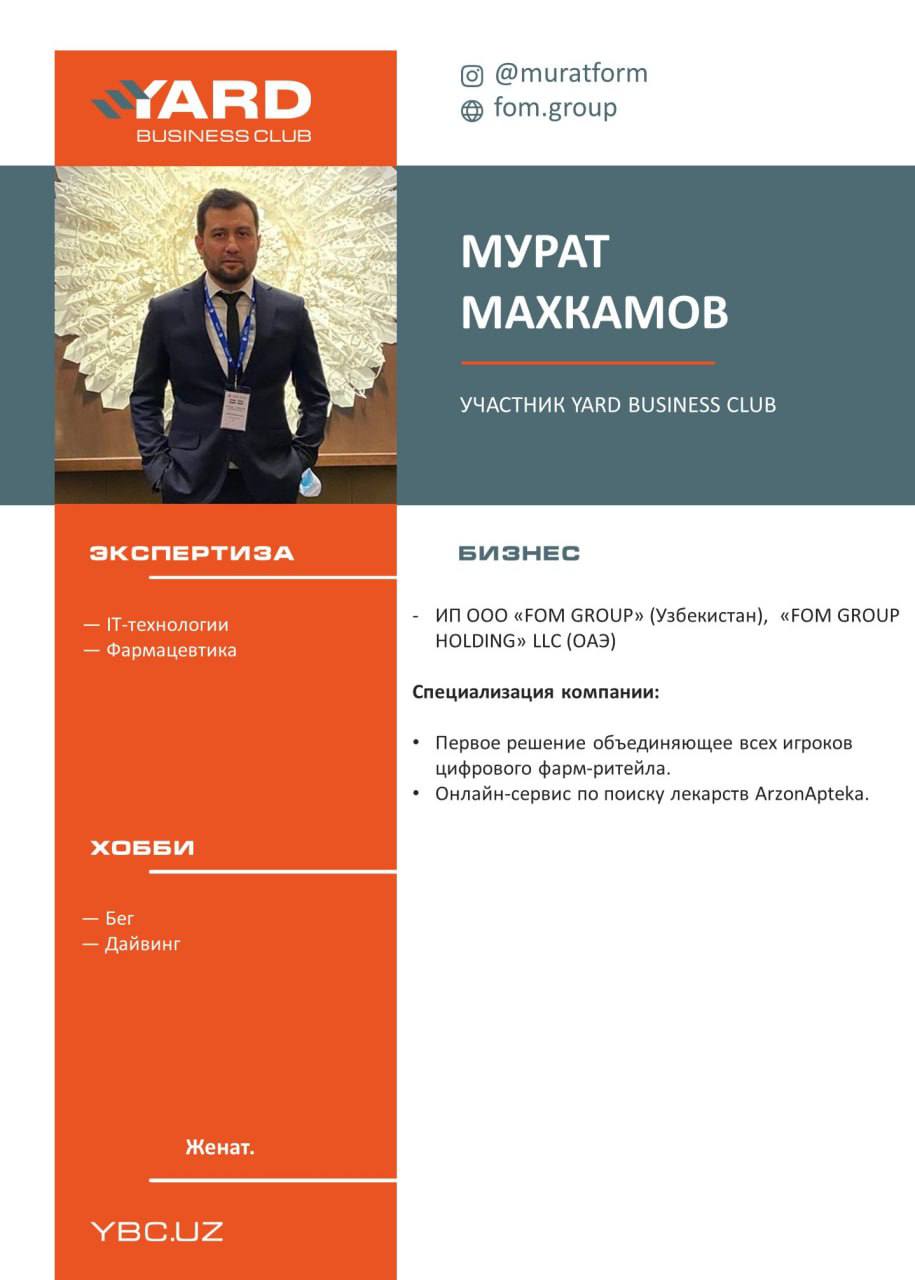 YARD
BUSINESS CLUB
@muratform
fom.group
МУРАТ
МАХКАМОВ
УЧАСТНИК YARD BUSINESS CLUB
ЭКСПЕРТИЗА
— IT-технологии
— Фармацевтика
ХОББИ
— Бег
— Дайвинг
Женат.
YBC.UZ
БИЗНЕС
- ИП ООО «FOM GROUP» (Узбекистан), «FOM GROUP
HOLDING» LLC (ОАЭ)
Специализация компании:
• Первое решение объединяющее всех игроков
цифрового фарм-ритейла.
• Онлайн-сервис по поиску лекарств ArzonApteka.